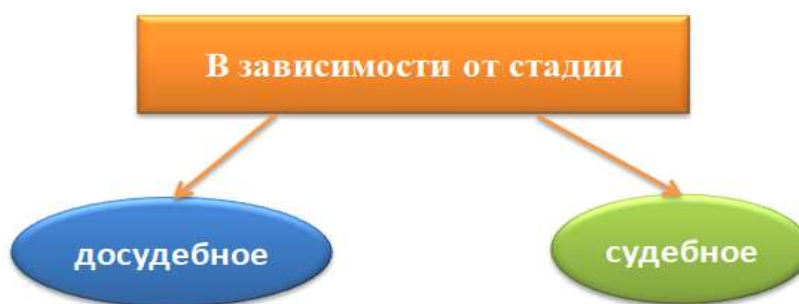 В зависимости от стадии
досудебное
судебное